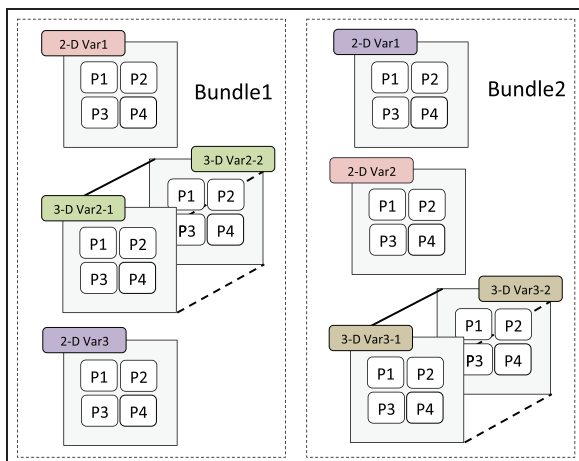 2-D Var1
P1 P2
P3 P4
Bundle1
3-D Var2-2
P1 P2
P3 P4
3-D Var2-1
P1 P2
P3 P4
2-D Var3
P1 P2
P3 P4
2-D Var1
P1 P2
P3 P4
Bundle2
2-D Var2
P1 P2
P3 P4
3-D Var3-2
P1 P2
P3 P4
3-D Var3-1
P1 P2
P3 P4